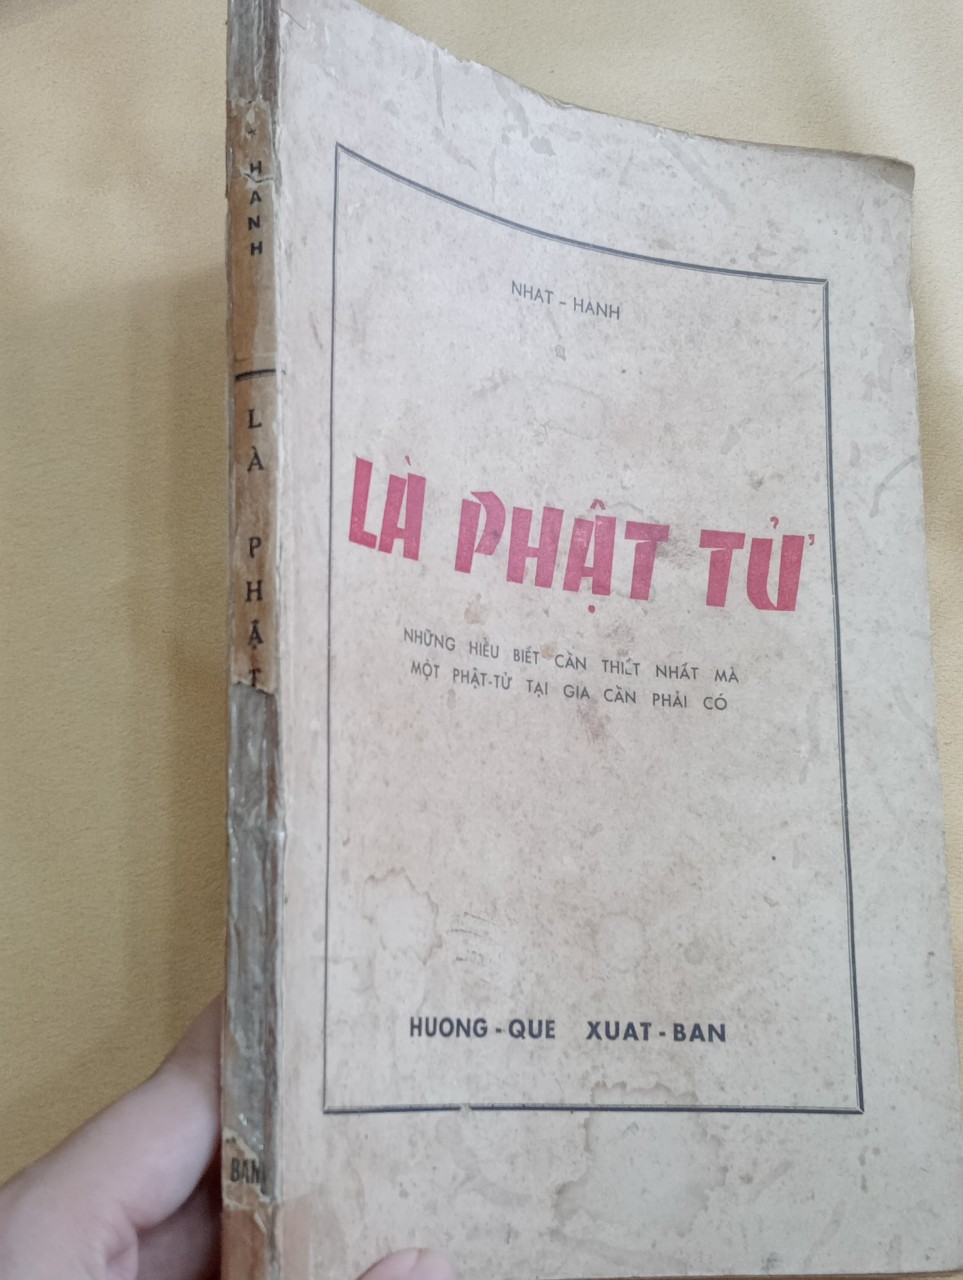 HANH
LÀ PHẬT
BAN
NHAT - HANH
LÀ PHẬT TỬ
NHỮNG HIỂU BIẾT CẦN THIẾT NHẤT MÀ
MỘT PHẬT-TỬ TẠI GIA CẦN PHẢI CÓ
HUONG - QUE XUAT - BAN